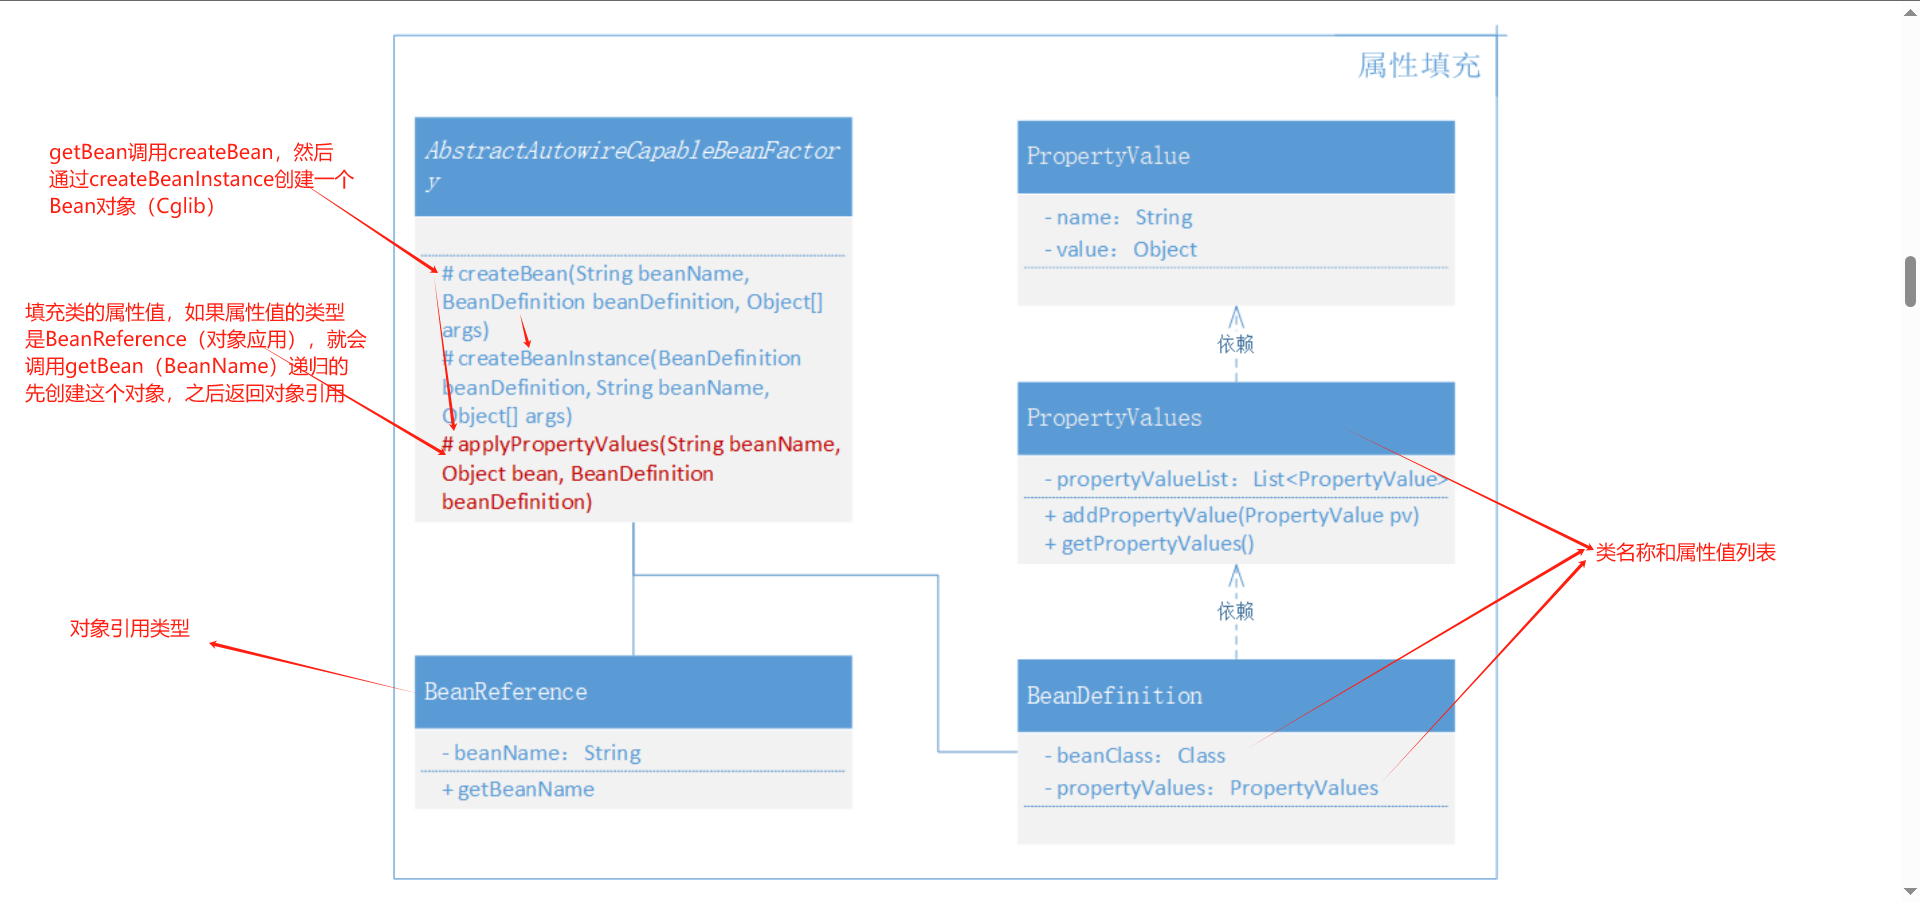 属性填充
getBean调用createBean，然后
通过createBeanInstance创建一个
Bean对象（Cglib）
填充类的属性值，如果属性值的类型
是BeanReference（对象应用），就会
调用getBean（BeanName）递归的
先创建这个对象，之后返回对象引用
对象引用类型
AbstractAutowireCapableBeanFactor
y
# createBean(String beanName,
BeanDefinition beanDefinition, Object[]
args)
# createBeanInstance(BeanDefinition
beanDefinition, String beanName,
Object[] args)
# applyPropertyValues(String beanName,
Object bean, BeanDefinition
beanDefinition)
BeanReference
- beanName： String
+ getBeanName
PropertyValue
- name： String
- value： Object
依赖
PropertyValues
- propertyValueList： List<PropertyValue>
+ addPropertyValue(PropertyValue pv)
+ getPropertyValues()
依赖
BeanDefinition
- beanClass： Class
- propertyValues： PropertyValues
类名称和属性值列表